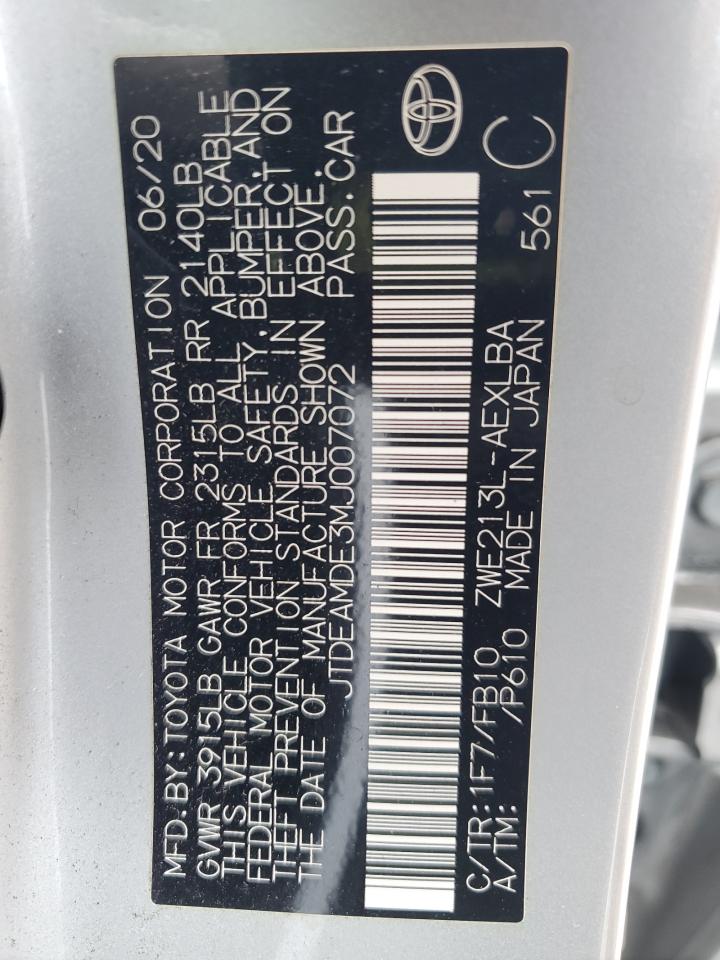 MFD.BY:TOYOTA MOTOR CORPORATION 06/20
GVWR 3915LB GAWR FR 2315LB RR 2140LB
THIS VEHICLE CONFORMS TO ALL APPLICABLE
FEDERAL MOTOR VEHICLE SAFETY,BUMPER,AND
THEFT PREVENTION STANDARDS IN EFFECT ON
THE DATE OF MANUFACTURE SHOWN ABOVE.
JTDEAMDE3MJ007072 PASS.CAR
C/TR:1F7/FB10 ZWE213L-AEXLBA
A/TM: /P610 MADE IN JAPAN 561
C